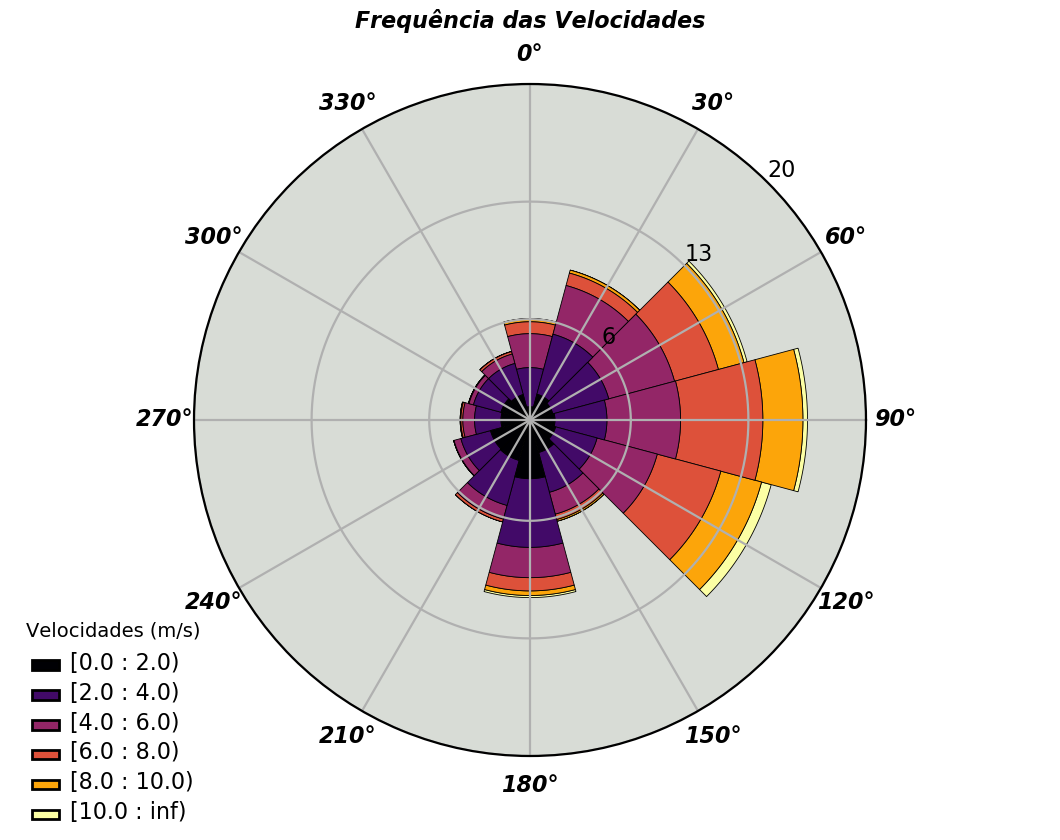 Frequência das Velocidades
0°
330°
30°
20
300°
60°
13
6
270°
90°
240°
120°
210°
150°
180°
Velocidades (m/s)
[0.0 : 2.0)
[2.0 : 4.0)
[4.0 : 6.0)
[6.0 : 8.0)
[8.0 : 10.0)
[10.0 : inf)